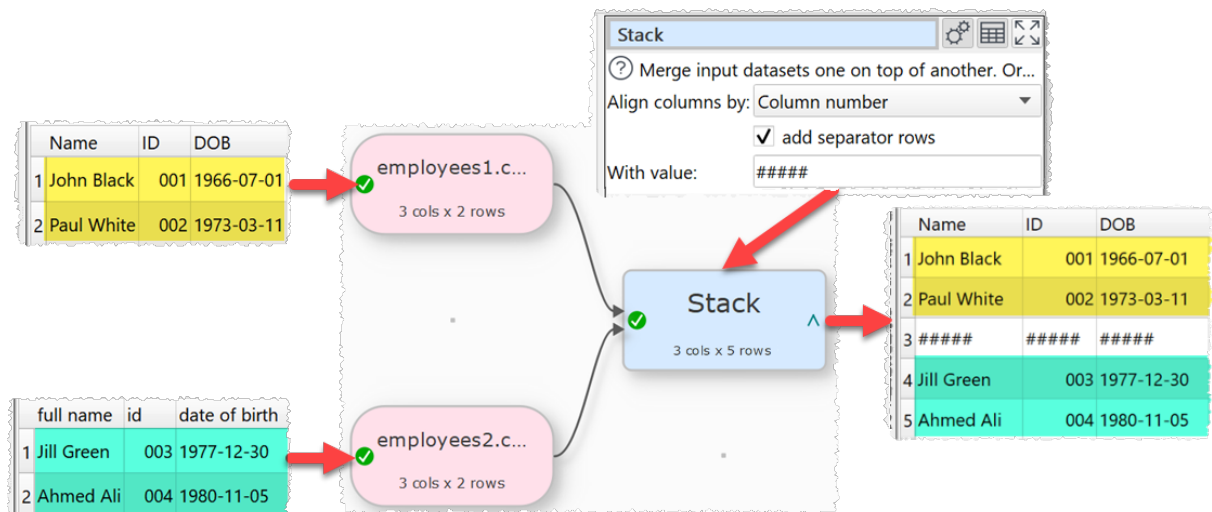 Stack
? Merge input datasets one on top of another. Or...
Align columns by: Column number
add separator rows
With value: #####
Name ID DOB
1 John Black 001 1966-07-01
2 Paul White 002 1973-03-11
employees1.c...
3 cols x 2 rows
Stack
3 cols x 5 rows
Name ID DOB
1 John Black 001 1966-07-01
2 Paul White 002 1973-03-11
3 ##### ##### #####
4 Jill Green 003 1977-12-30
5 Ahmed Ali 004 1980-11-05
full name id date of birth
1 Jill Green 003 1977-12-30
2 Ahmed Ali 004 1980-11-05
employees2.c...
3 cols x 2 rows